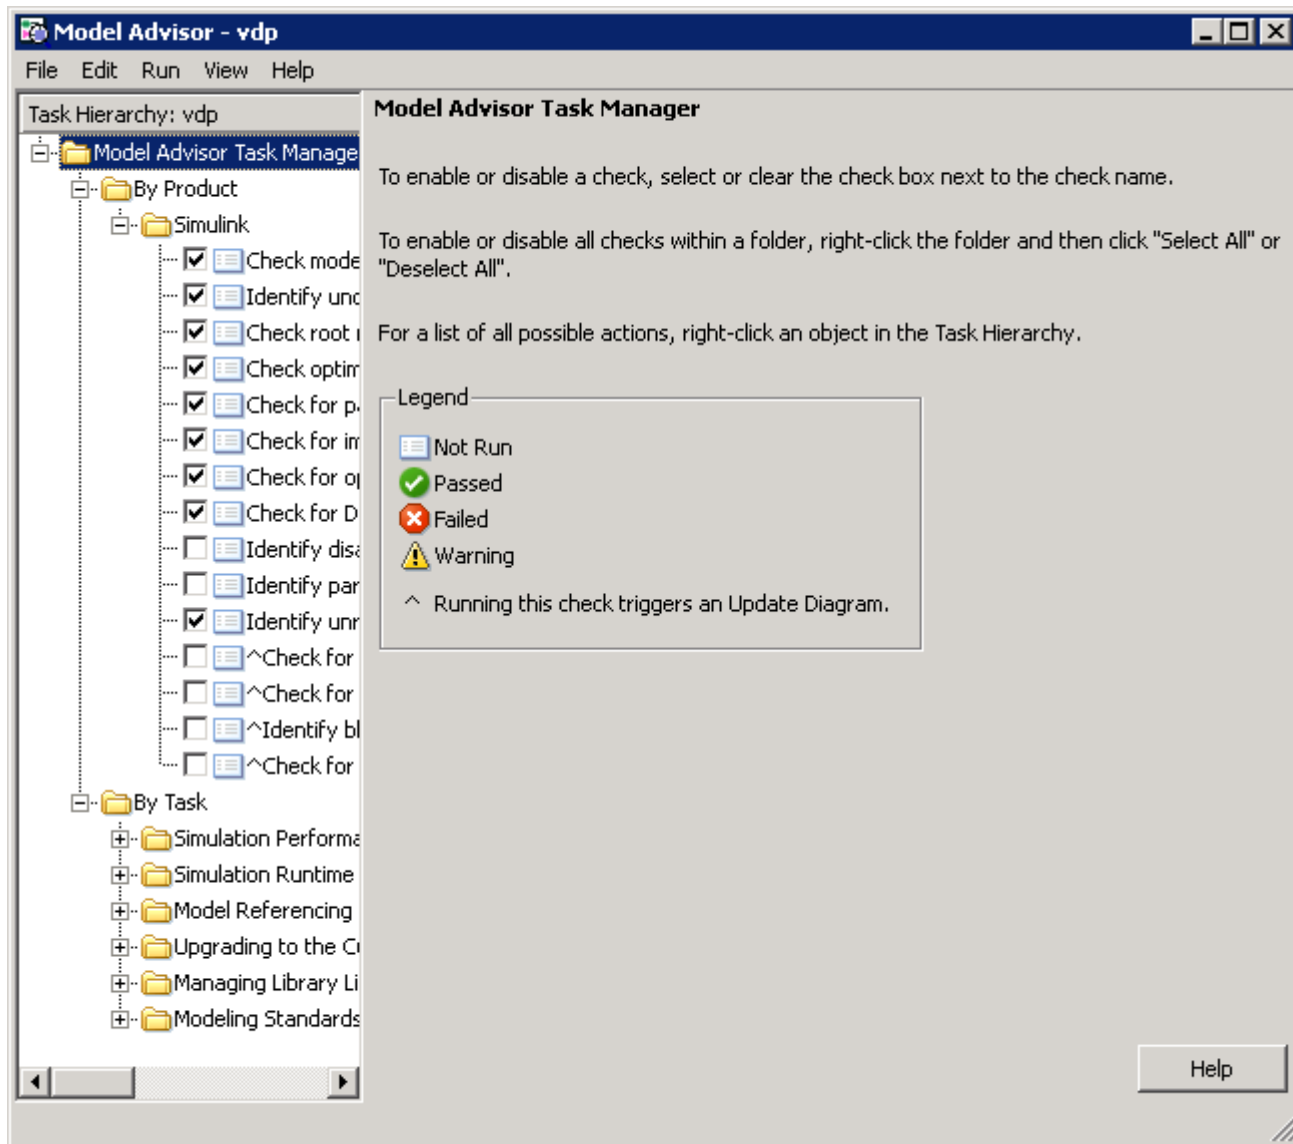 Model Advisor - vdp
File Edit Run View Help
Task Hierarchy: vdp
Model Advisor Task Manage
By Product
Simulink
Check mode
Identify unc
Check root
Check optim
Check for
Check for im
Check for op
Check for D
Identify disa
Identify par
Identify unr
^Check for
^Check for
^Identify bl
^Check for
By Task
Simulation Performa
Simulation Runtime
Model Referencing
Upgrading to the Cu
Managing Library Li
Modeling Standards
Model Advisor Task Manager
To enable or disable a check, select or clear the check box next to the check name.
To enable or disable all checks within a folder, right-click the folder and then click "Select All" or
"Deselect All".
For a list of all possible actions, right-click an object in the Task Hierarchy.
Legend
Not Run
Passed
Failed
Warning
^ Running this check triggers an Update Diagram.
Help